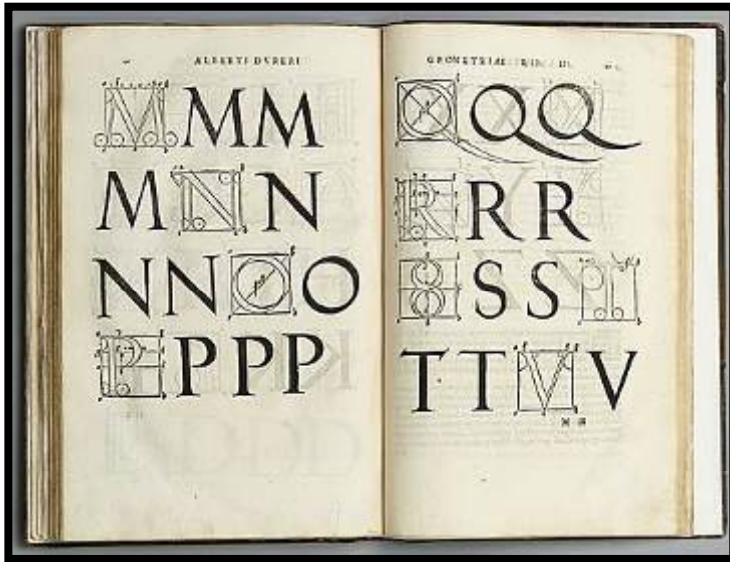 ALBERTI DVRERI
M M M
M N N
N N O O
P P P P
GEOMETRIAE
Q Q Q
R R R
S S S T
T T V V